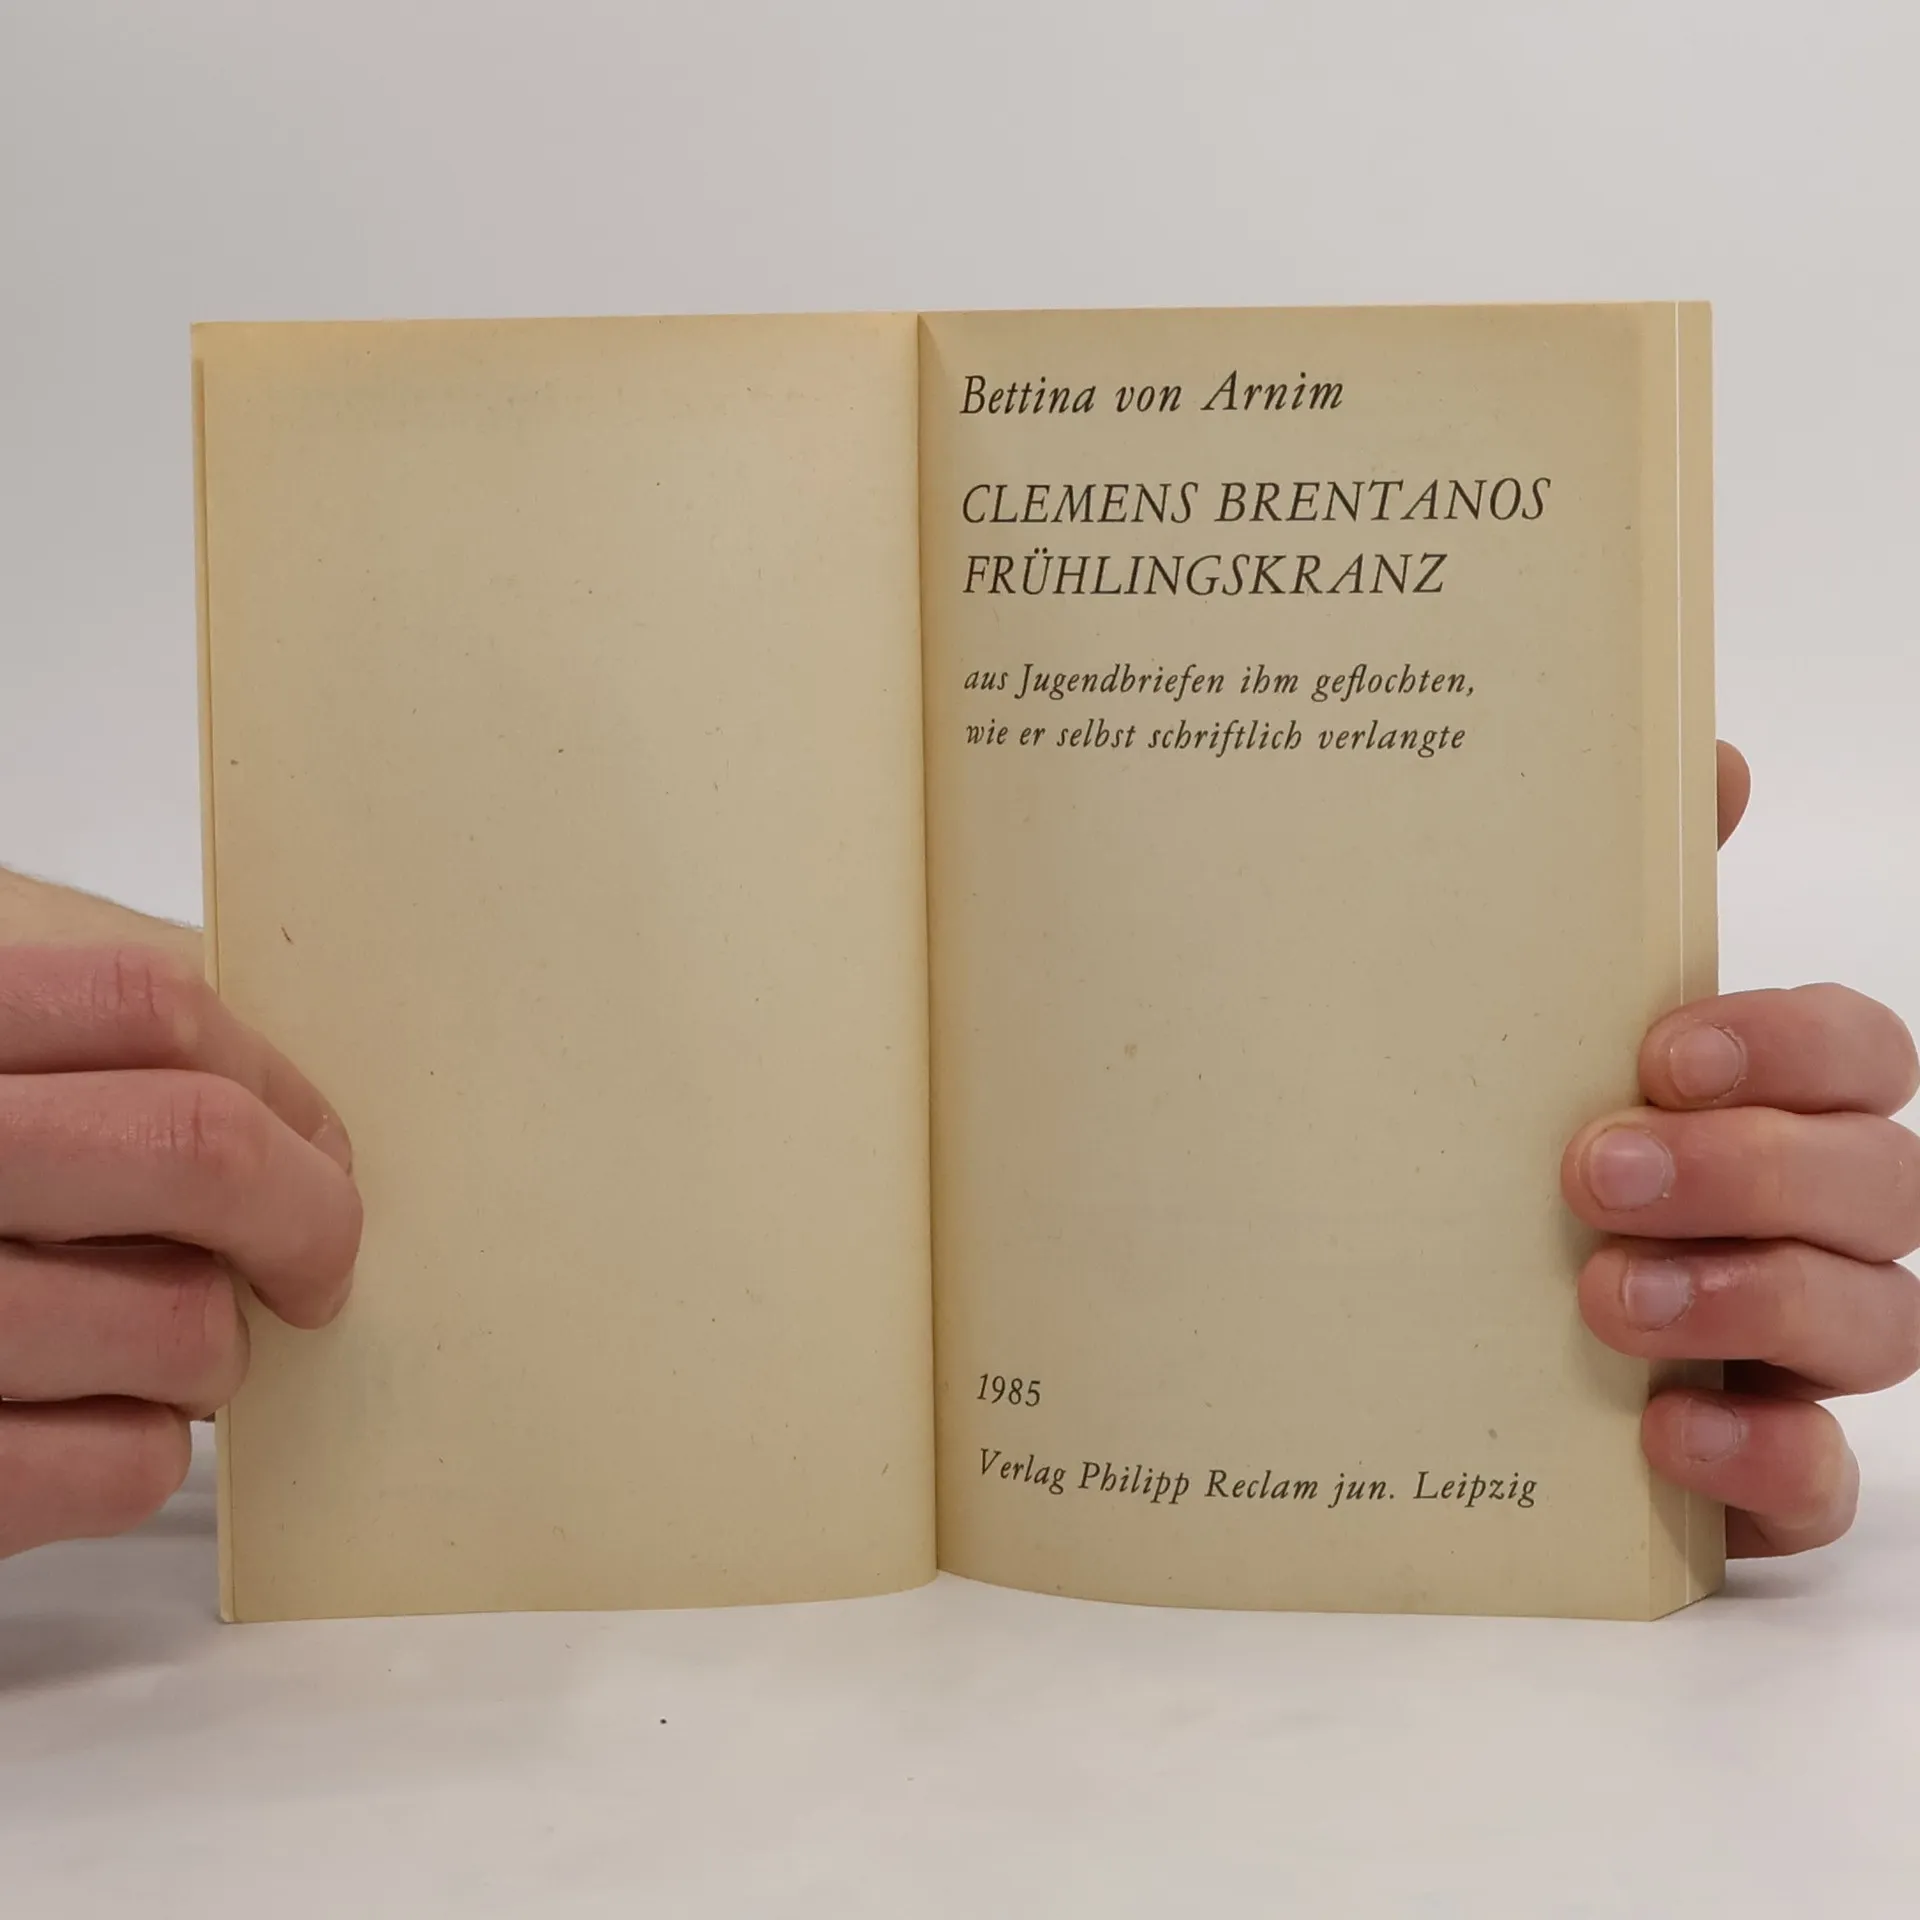 Bettina von Arnim
CLEMENS BRENTANOS
FRÜHLINGSKRANZ
aus Jugendbriefen ihm geflochten,
wie er selbst schriftlich verlangte
1985
Verlag Philipp Reclam jun. Leipzig